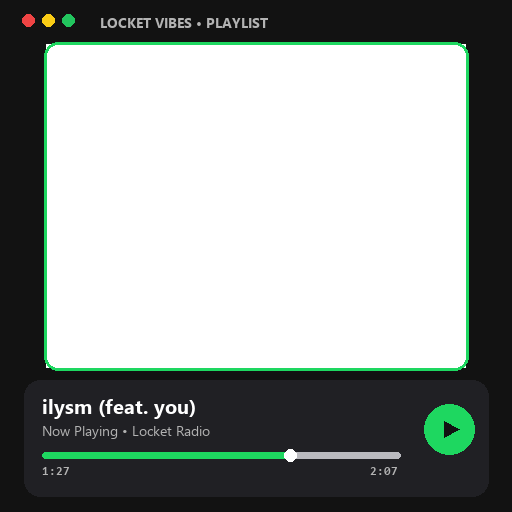 LOCKET VIBES • PLAYLIST
ilysm (feat. you)
Now Playing • Locket Radio
1:27 2:07